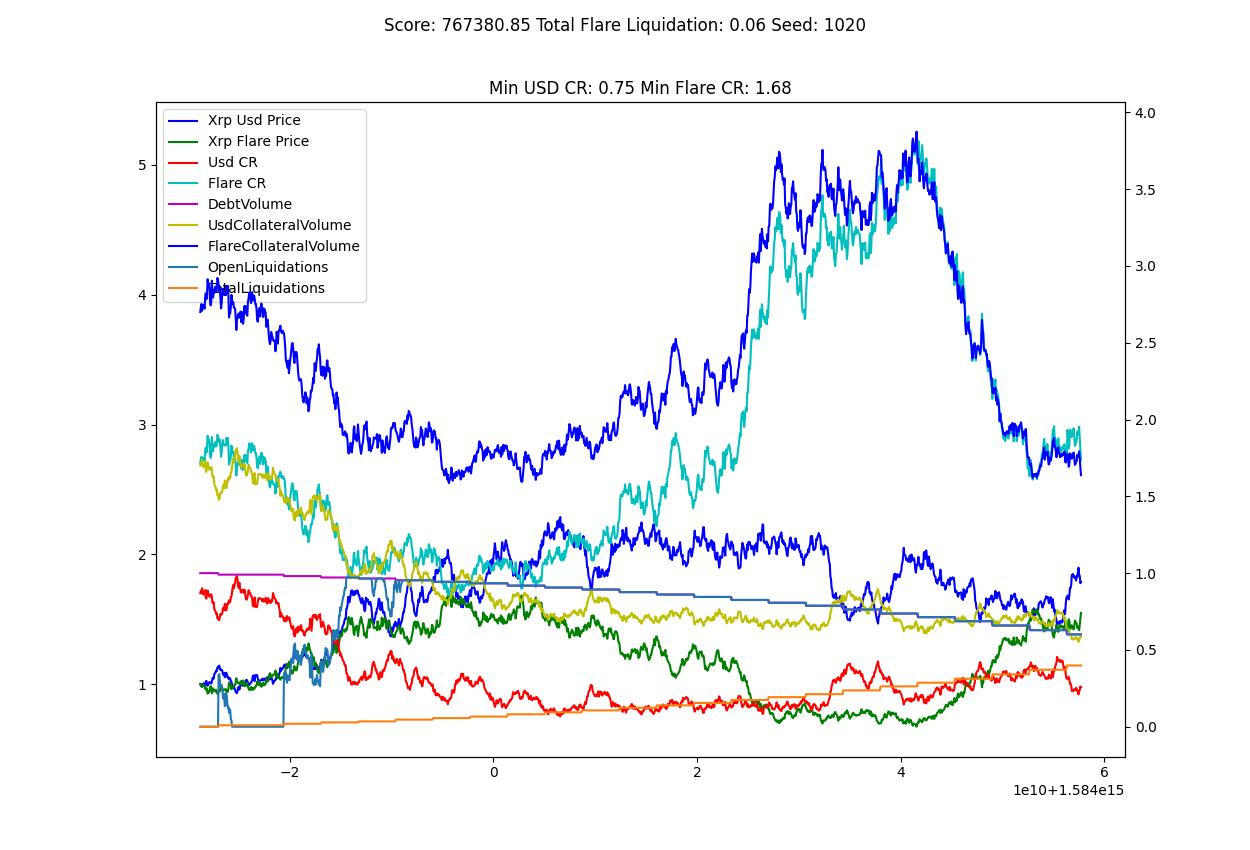 Score: 767380.85 Total Flare Liquidation: 0.06 Seed: 1020
Min USD CR: 0.75 Min Flare CR: 1.68
Xrp Usd Price
Xrp Flare Price
Usd CR
Flare CR
DebtVolume
UsdCollateralVolume
FlareCollateralVolume
OpenLiquidations
TotalLiquidations
5
4
3
2
1
4.0
3.5
3.0
2.5
2.0
1.5
1.0
0.5
0.0
−2
0
2
4
6
1e10+1.584e15